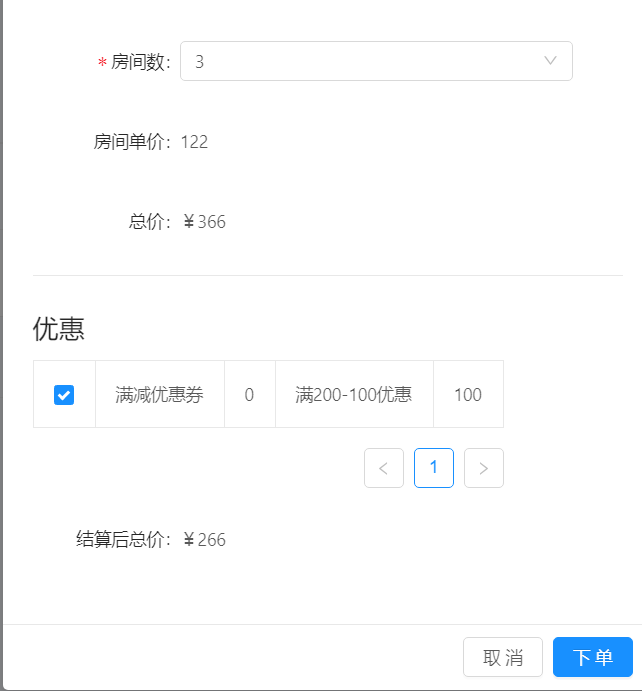 * 房间数: 3
房间单价: 122
总价: ￥366
优惠
满减优惠券 0 满200-100优惠 100
< 1 >
结算后总价: ￥266
取 消 下 单